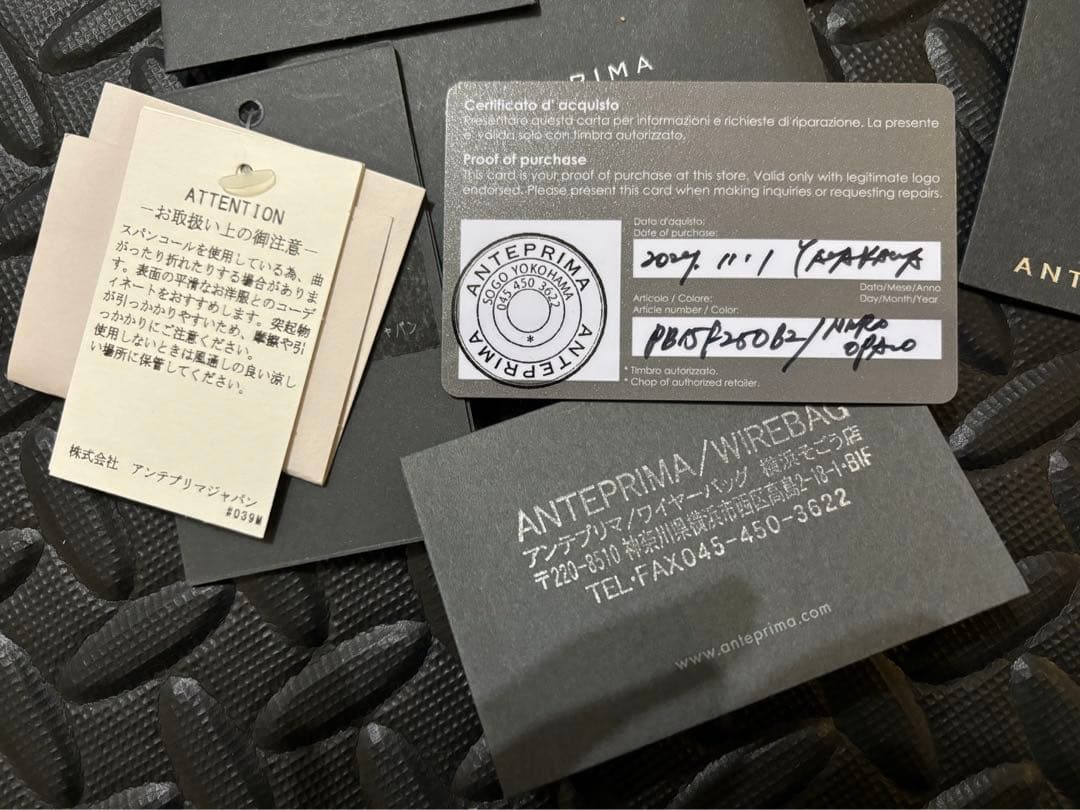 ATTENTION
―お取扱い上の御注意―
スパンコールを使用している為、曲
がったり折れたりする場合がありま
す。表面の平滑なお洋服とのコーデ
ィネートをおすすめします。突起物
が引っかかりやすいため、摩擦や引
っかかりにご注意ください。
使用しないときは風通しの良い涼し
い場所に保管してください。
株式会社 アンテプリマジャパン
#039M
ジャパン
PRIMA
Certificato d' acquisto
Presentare questa carta per informazioni e richieste di riparazione. La presente
e' valida solo con timbro autorizzato.
Proof of purchase
This card is your proof of purchase at this store. Valid only with legitimate logo
endorsed. Please present this card when making inquiries or requesting repairs.
ANTEPRIMA
SOGO YOKOHAMA
045 450 3622
*
ANTEPRIMA
Data d'aquisto:
Date of purchase:
11.1
Data/Mese/Anno
Day/Month/Year
Articolo / Colare:
Article number / Color:
* Timbro autorizzato.
* Chop of authorized retailer.
ANTEPRIMA/WIREBAG
アンテプリマ/ワイヤーバッグ 横浜そごう店
〒220-8510 神奈川県横浜市西区高島2-18-1・B1F
TEL・FAX045-450-3622
www.anteprima.com
ANT